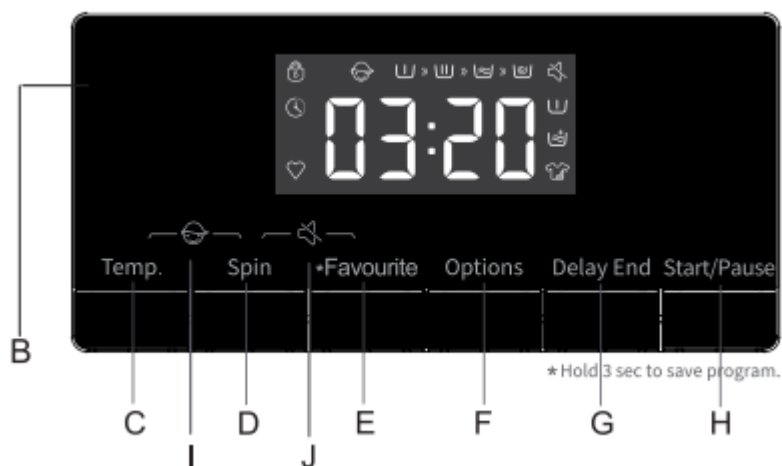 03:20
Temp. Spin *Favourite Options Delay End Start/Pause
B
*Hold 3 sec to save program.
C D E F G H
I J